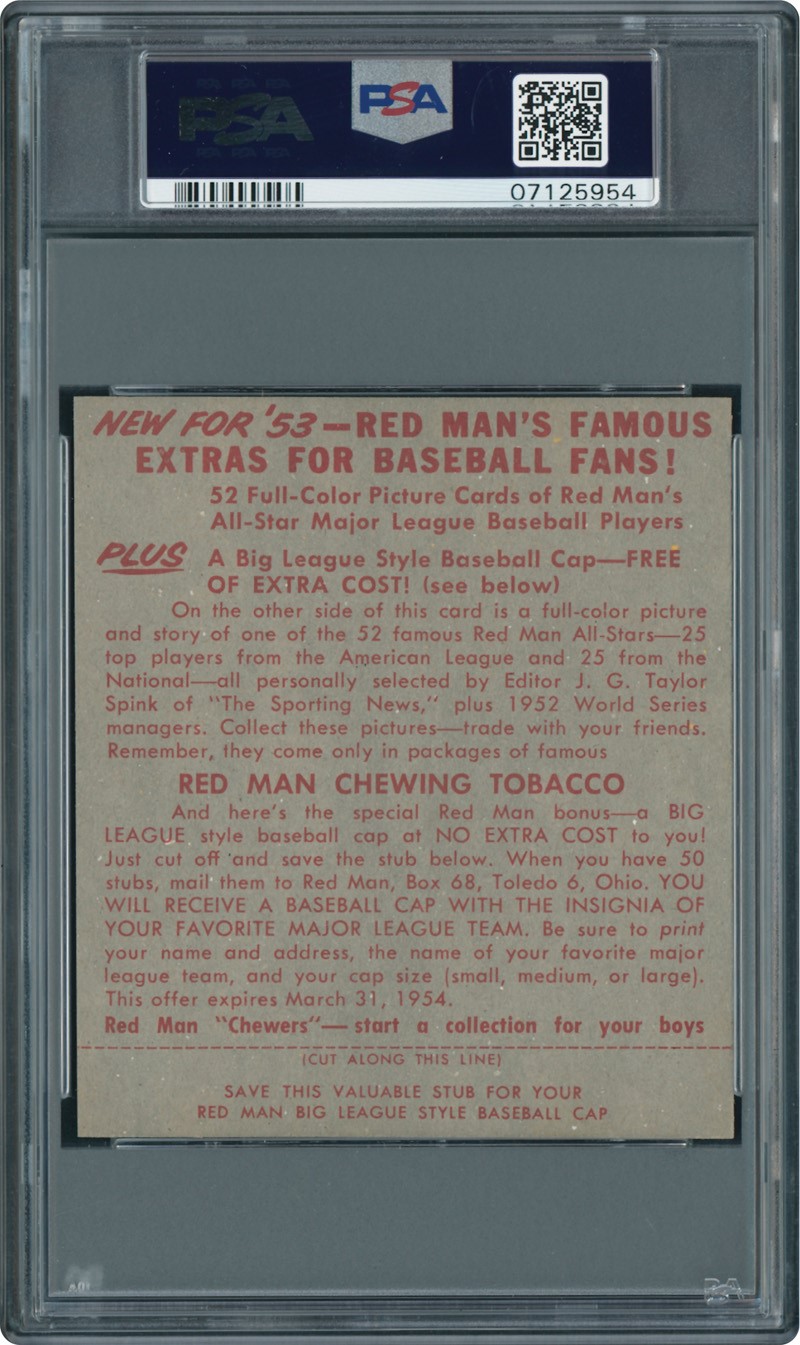 PSA
PSA
07125954
NEW FOR '53—RED MAN'S FAMOUS
EXTRAS FOR BASEBALL FANS!
52 Full-Color Picture Cards of Red Man's
All-Star Major League Baseball Players
PLUS A Big League Style Baseball Cap—FREE
OF EXTRA COST! (see below)
On the other side of this card is a full-color picture
and story of one of the 52 famous Red Man All-Stars—25
top players from the American League and 25 from the
National—all personally selected by Editor J. G. Taylor
Spink of "The Sporting News," plus 1952 World Series
managers. Collect these pictures—trade with your friends.
Remember, they come only in packages of famous
RED MAN CHEWING TOBACCO
And here's the special Red Man bonus—a BIG
LEAGUE style baseball cap at NO EXTRA COST to you!
Just cut off and save the stub below. When you have 50
stubs, mail them to Red Man, Box 68, Toledo 6, Ohio. YOU
WILL RECEIVE A BASEBALL CAP WITH THE INSIGNIA OF
YOUR FAVORITE MAJOR LEAGUE TEAM. Be sure to print
your name and address, the name of your favorite major
league team, and your cap size (small, medium, or large).
This offer expires March 31, 1954.
Red Man "Chewers"—start a collection for your boys
(CUT ALONG THIS LINE)
SAVE THIS VALUABLE STUB FOR YOUR
RED MAN BIG LEAGUE STYLE BASEBALL CAP
PSA